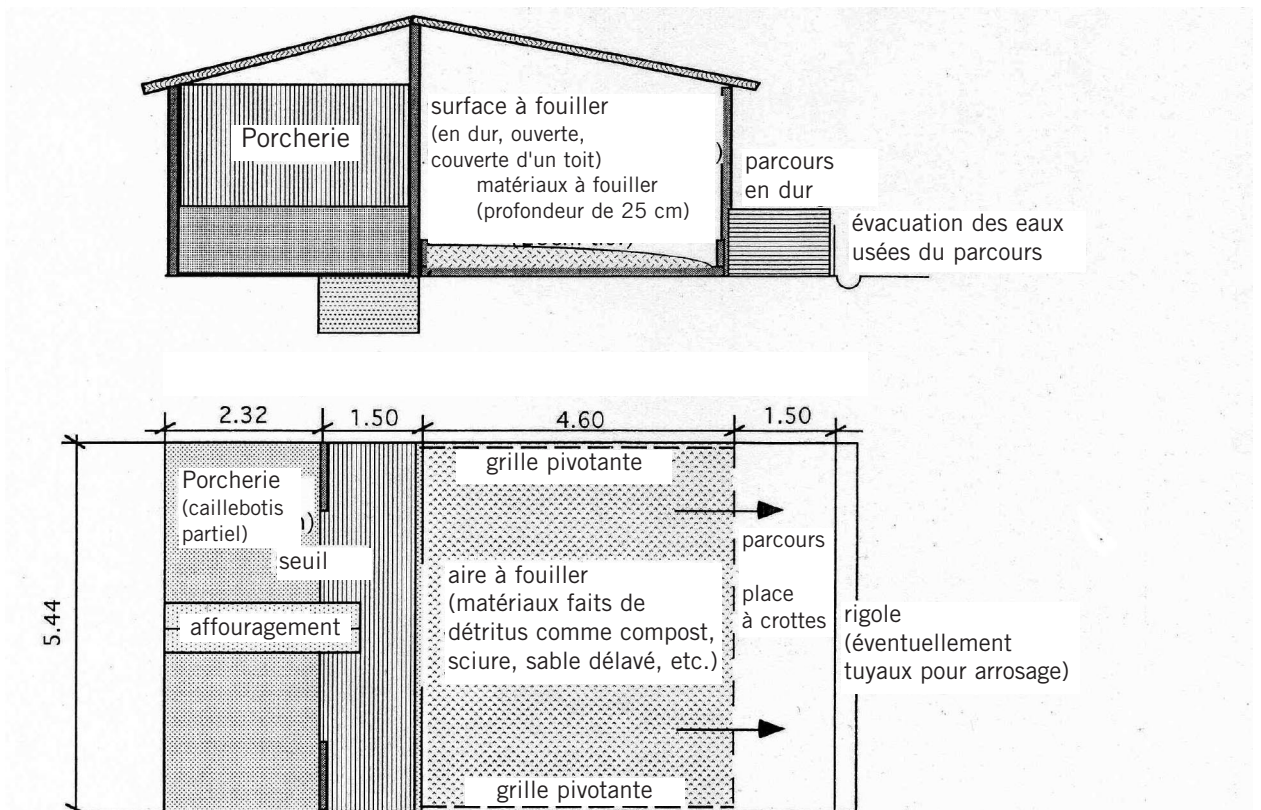 Porcherie
surface à fouiller
(en dur, ouverte,
couverte d'un toit)
matériaux à fouiller
(profondeur de 25 cm)
)
parcours
en dur
évacuation des eaux
usées du parcours
2.32
1.50
4.60
1.50
5.44
grille pivotante
Porcherie
(caillebotis
partiel)
)
seuil
affouragement
aire à fouiller
(matériaux faits de
détritus comme compost,
sciure, sable délavé, etc.)
parcours
place
à crottes
rigole
(éventuellement
tuyaux pour arrosage)
grille pivotante